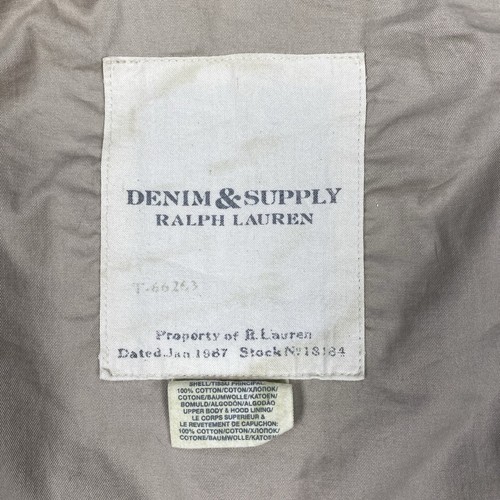 DENIM & SUPPLY
RALPH LAUREN
T-66263
Property of R. Lauren
Dated Jan 1967 Stock No 18184
SHELL/TISSU PRINCIPAL:
100% COTTON/COTON/ХЛОПОК/
COTONE/BAUMWOLLE/KATOEN/
BOMULD/ALGODÓN/ALGODÃO
UPPER BODY & HOOD LINING/
LE CORPS SUPERIEUR &
LE REVETEMENT DE CAPUCHON:
100% COTTON/COTON/ХЛОПОК/
COTONE/BAUMWOLLE/KATOEN/